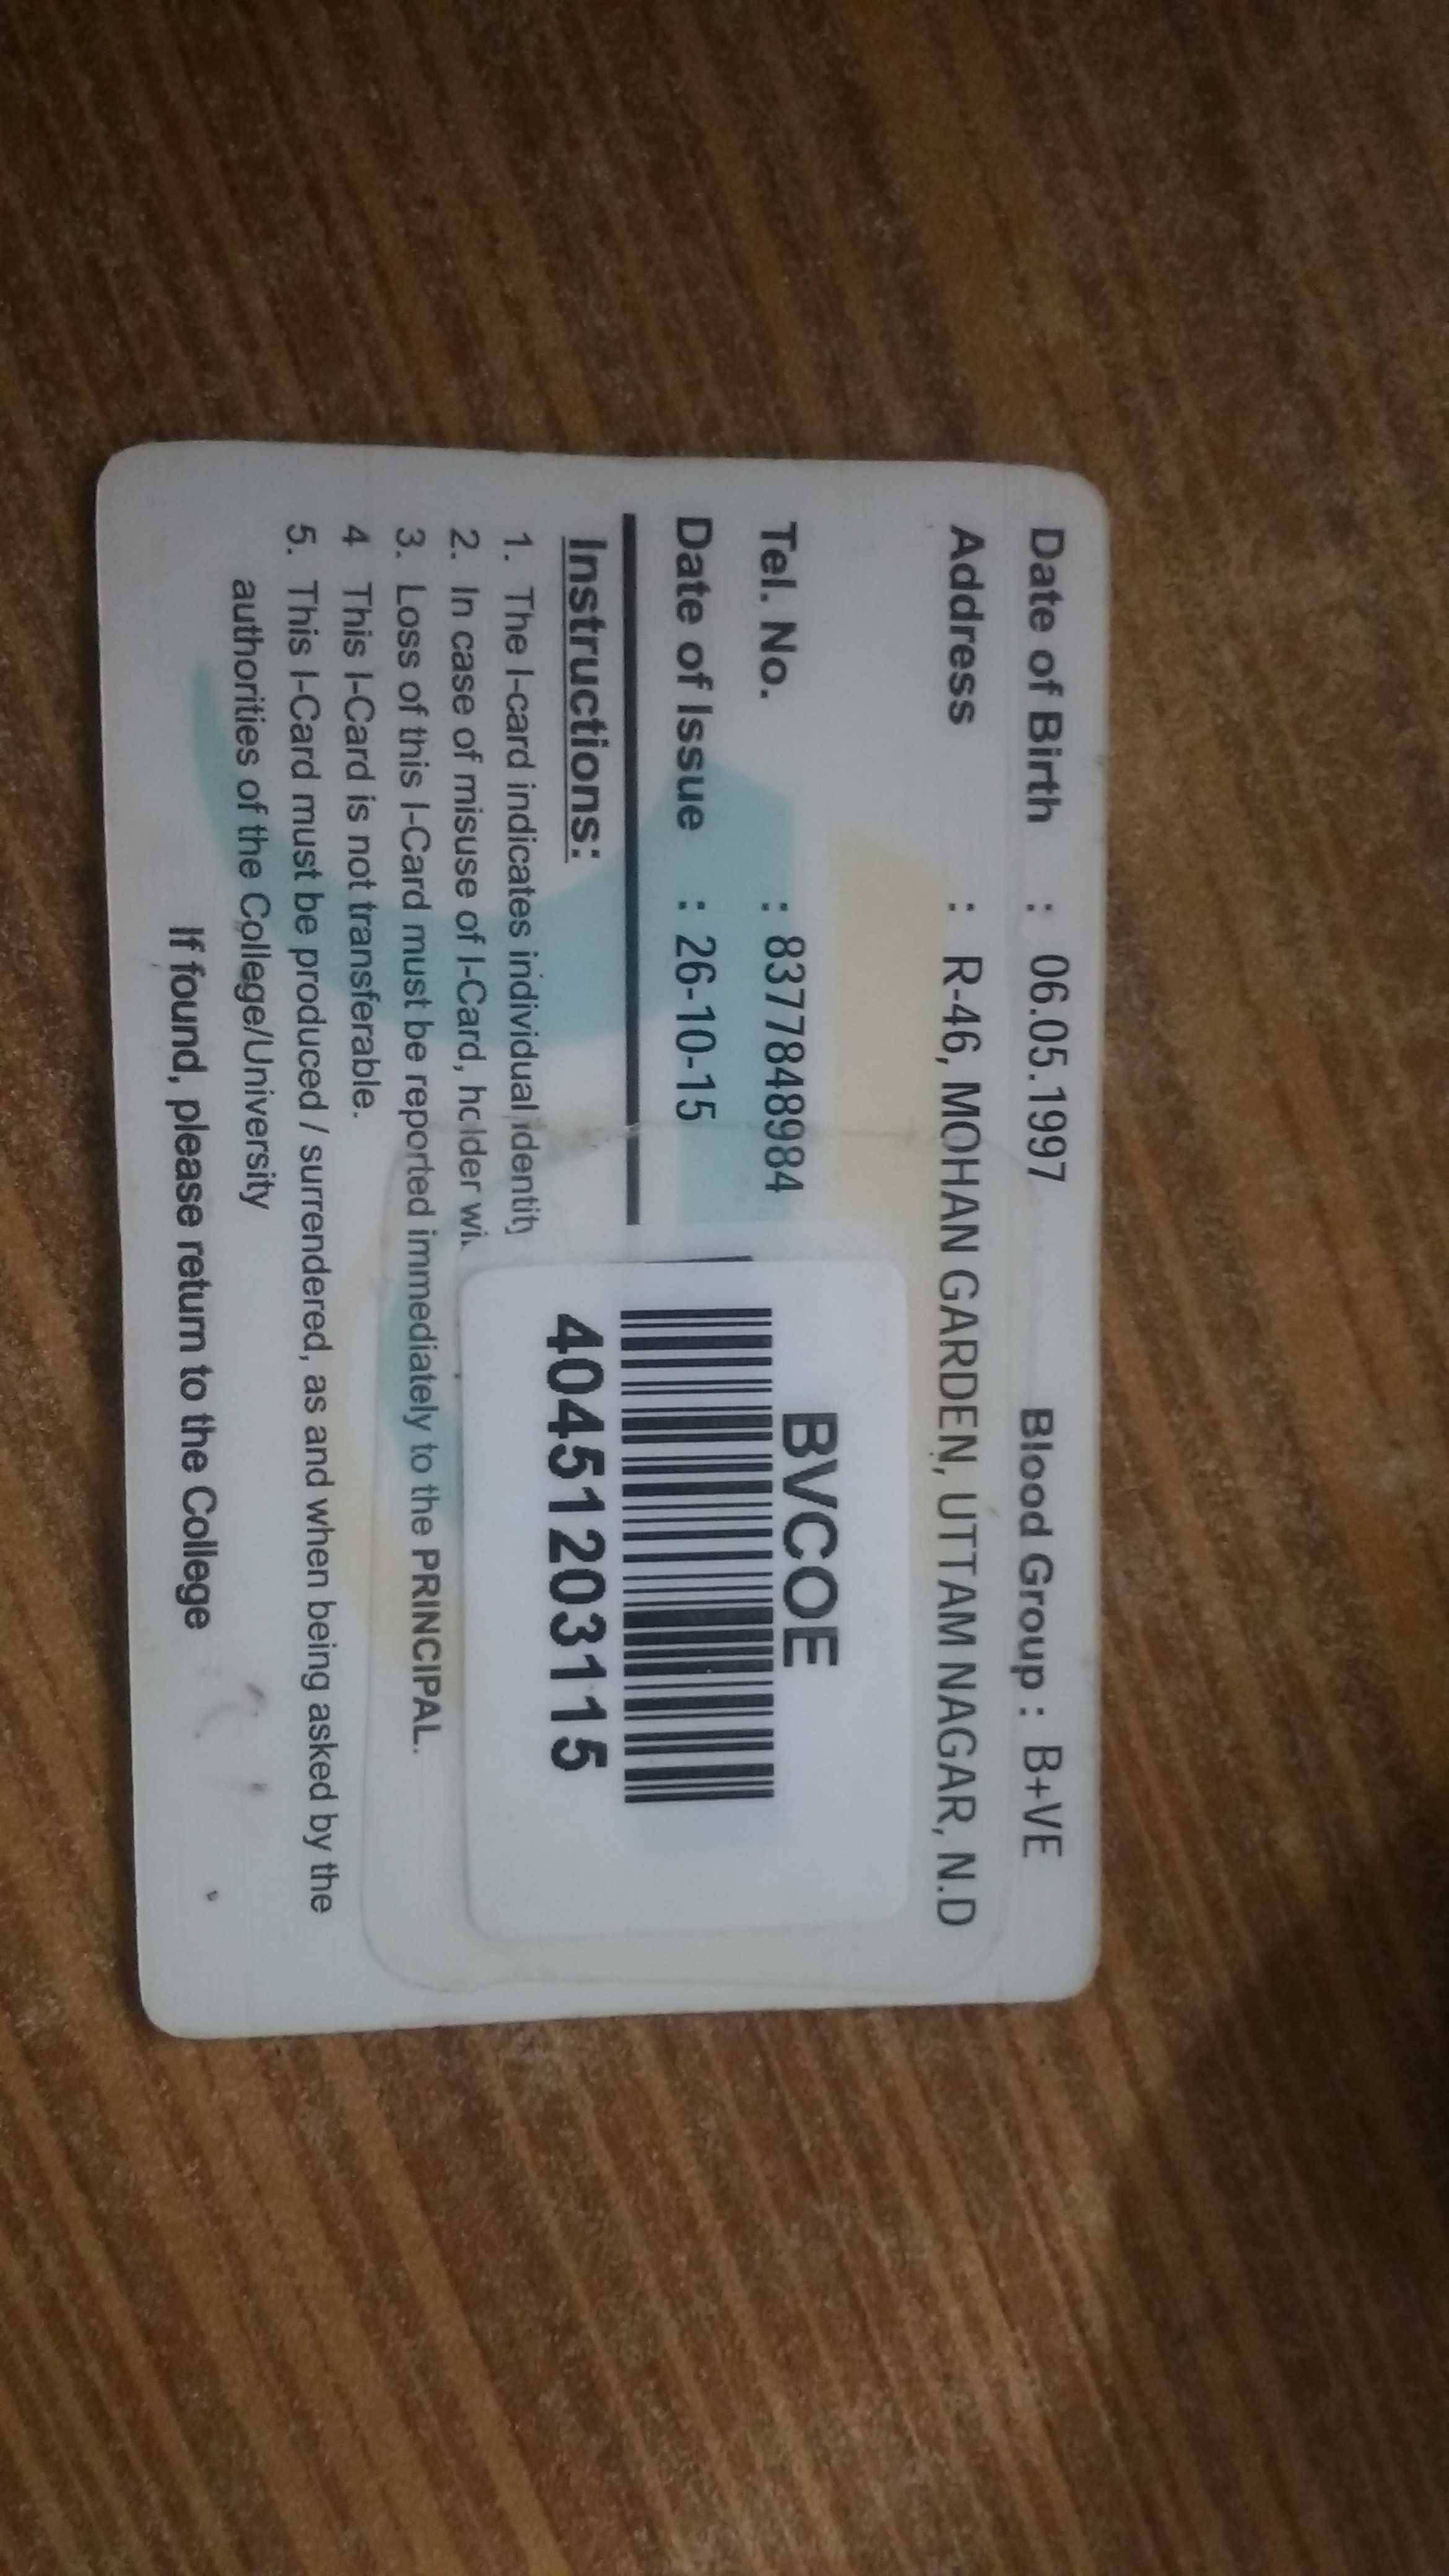 Date of Birth : 06.05.1997 Blood Group : B+VE
Address : R-46, MOHAN GARDEN, UTTAM NAGAR, N.D
Tel. No. : 8377848984
Date of Issue : 26-10-15
BVCOE
40451203115
Instructions:
1. The I-card indicates individual identity
2. In case of misuse of I-Card, holder
3. Loss of this I-Card must be reported immediately to the PRINCIPAL.
4 This I-Card is not transferable.
5. This I-Card must be produced / surrendered, as and when being asked by the
authorities of the College/University
If found, please return to the College